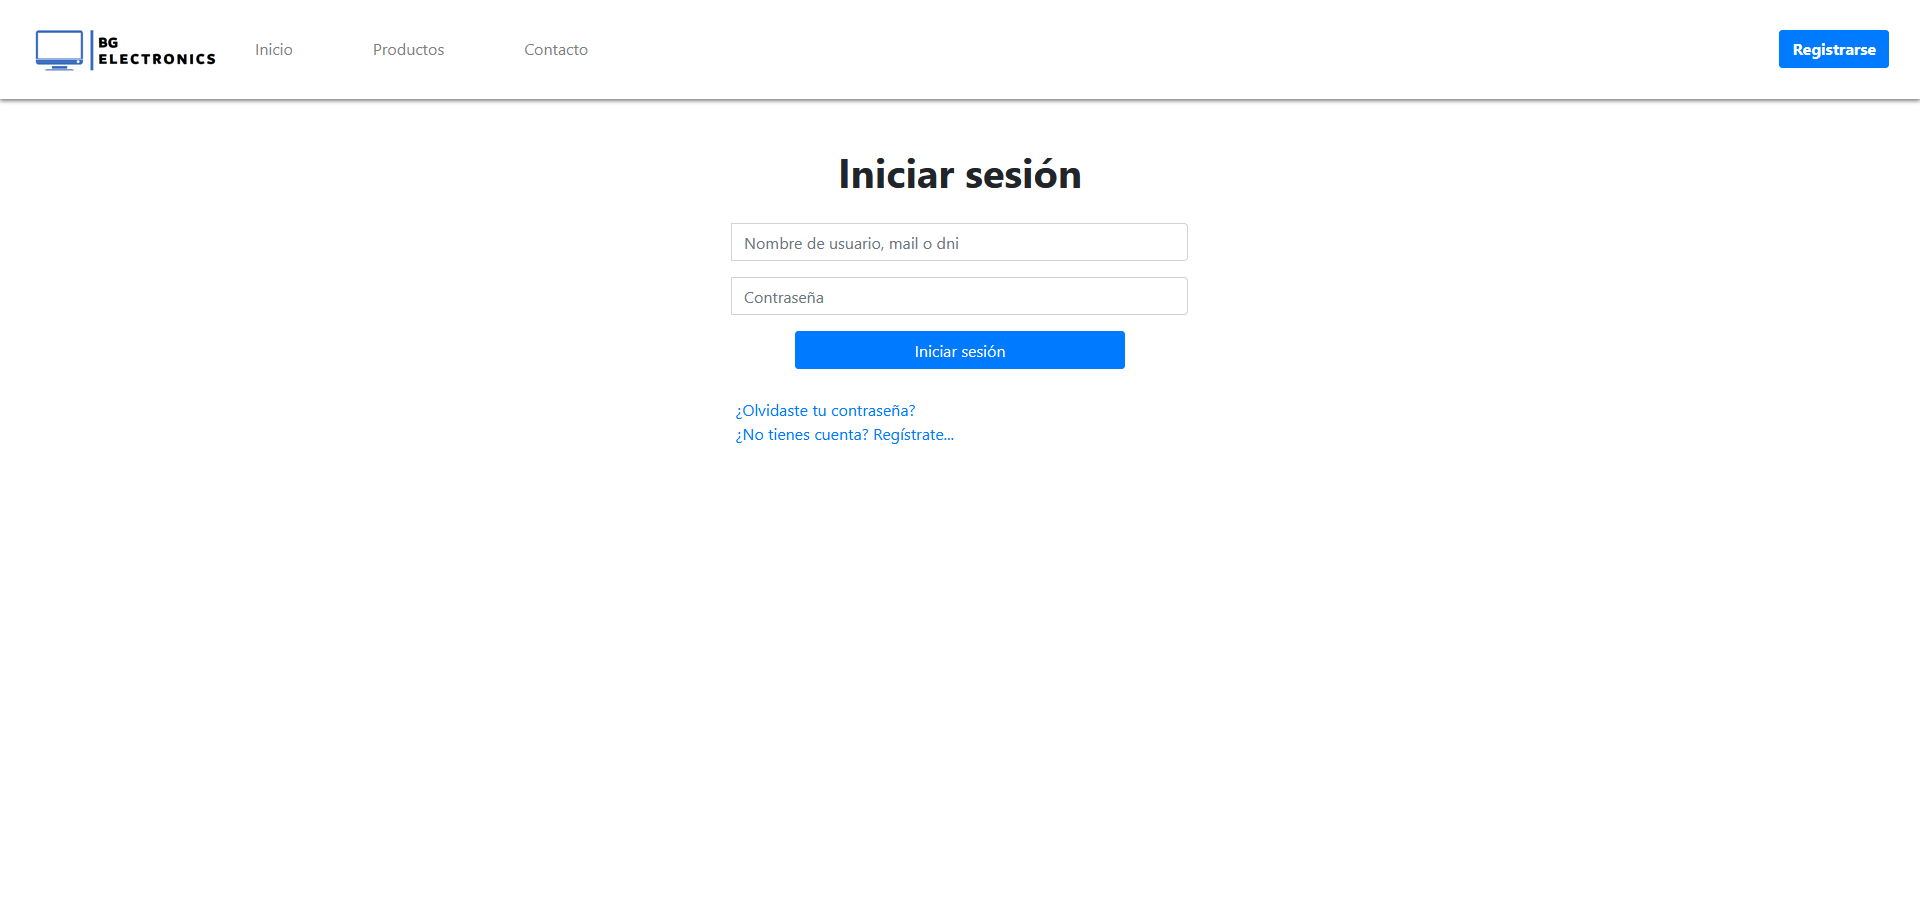 BG
ELECTRONICS
Inicio
Productos
Contacto
Registrarse
Iniciar sesión
Nombre de usuario, mail o dni
Contraseña
Iniciar sesión
¿Olvidaste tu contraseña?
¿No tienes cuenta? Regístrate...